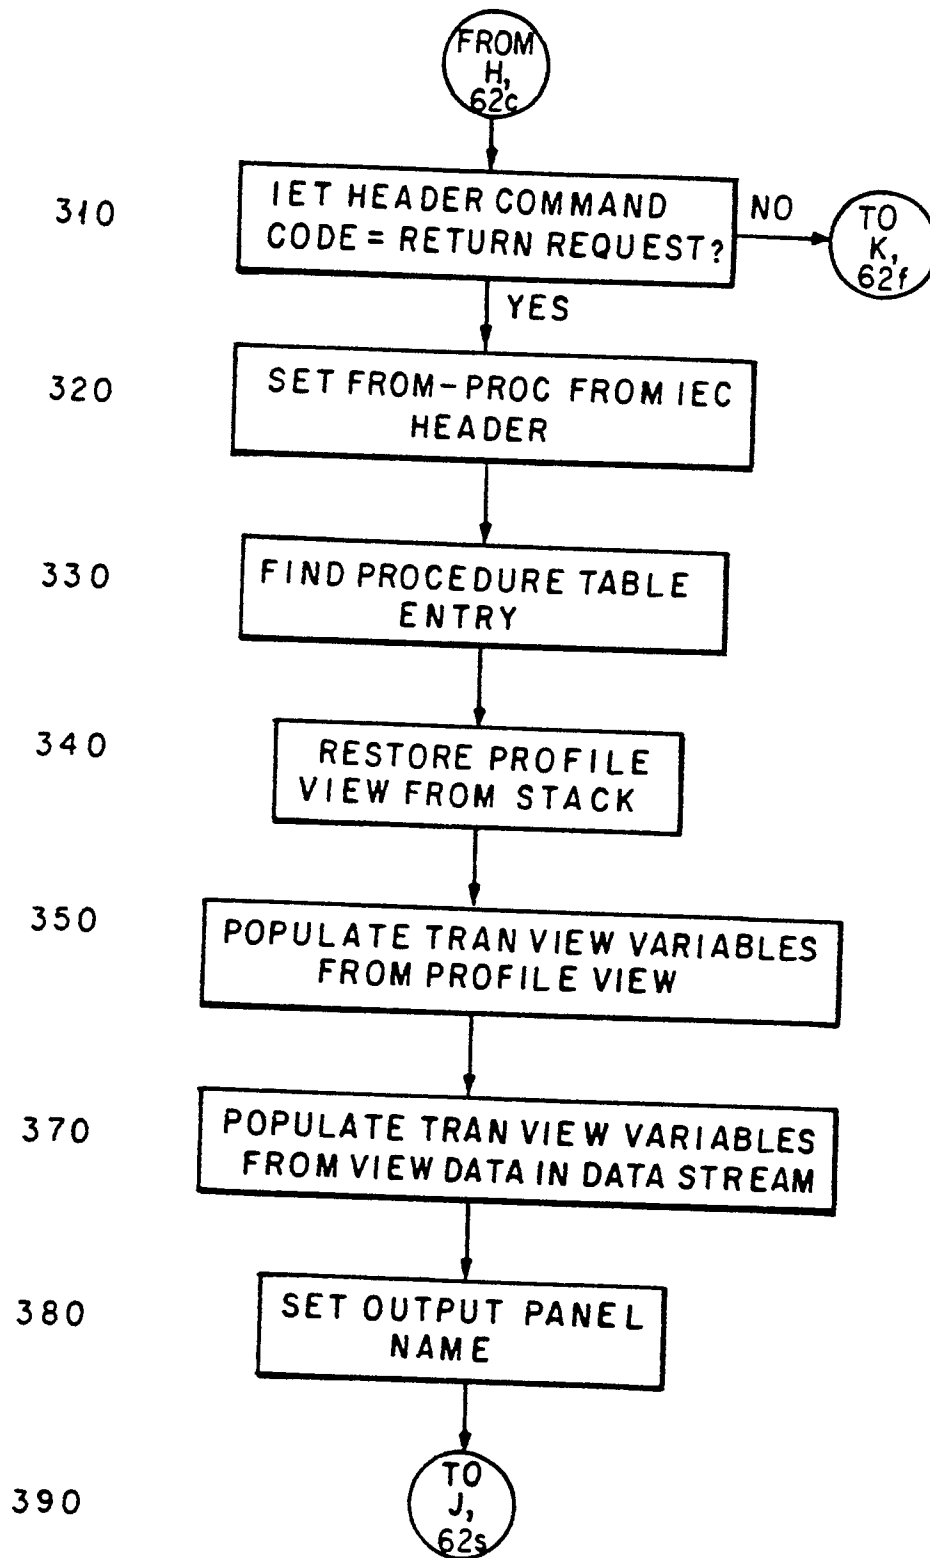 FROM
H,
62c
310
IET HEADER COMMAND
CODE = RETURN REQUEST?
NO
TO
K,
62f
YES
320
SET FROM-PROC FROM IEC
HEADER
330
FIND PROCEDURE TABLE
ENTRY
340
RESTORE PROFILE
VIEW FROM STACK
350
POPULATE TRAN VIEW VARIABLES
FROM PROFILE VIEW
370
POPULATE TRAN VIEW VARIABLES
FROM VIEW DATA IN DATA STREAM
380
SET OUTPUT PANEL
NAME
390
TO
J,
62s